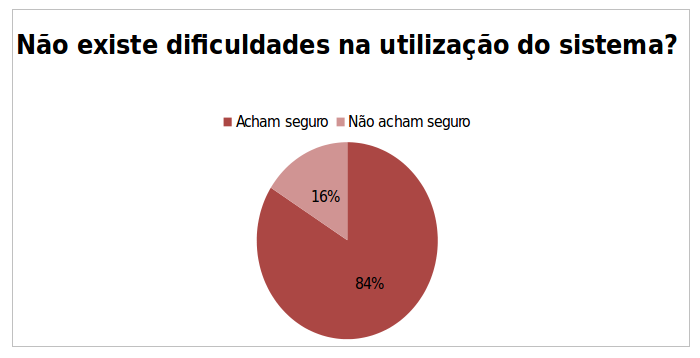 Não existe dificuldades na utilização do sistema?
Acham seguro Não acham seguro
16%
84%